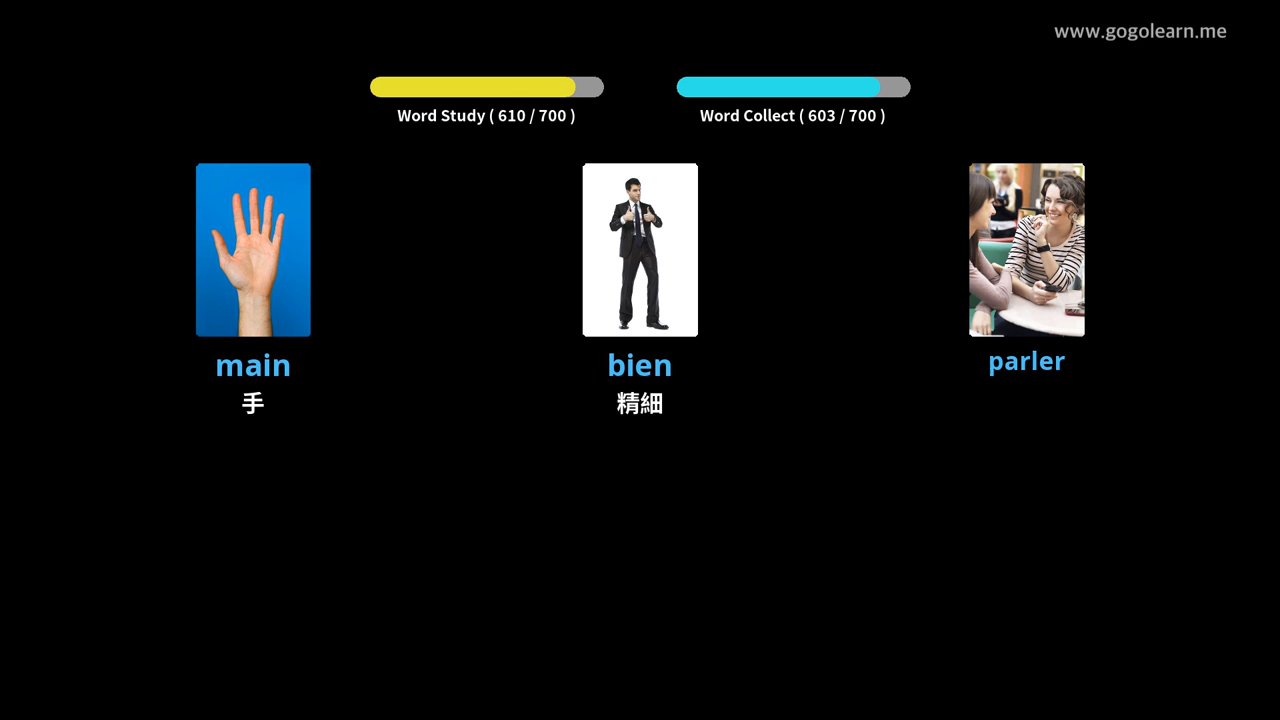 www.gogolearn.me
Word Study ( 610 / 700 )
Word Collect ( 603 / 700 )
main
手
bien
精細
parler